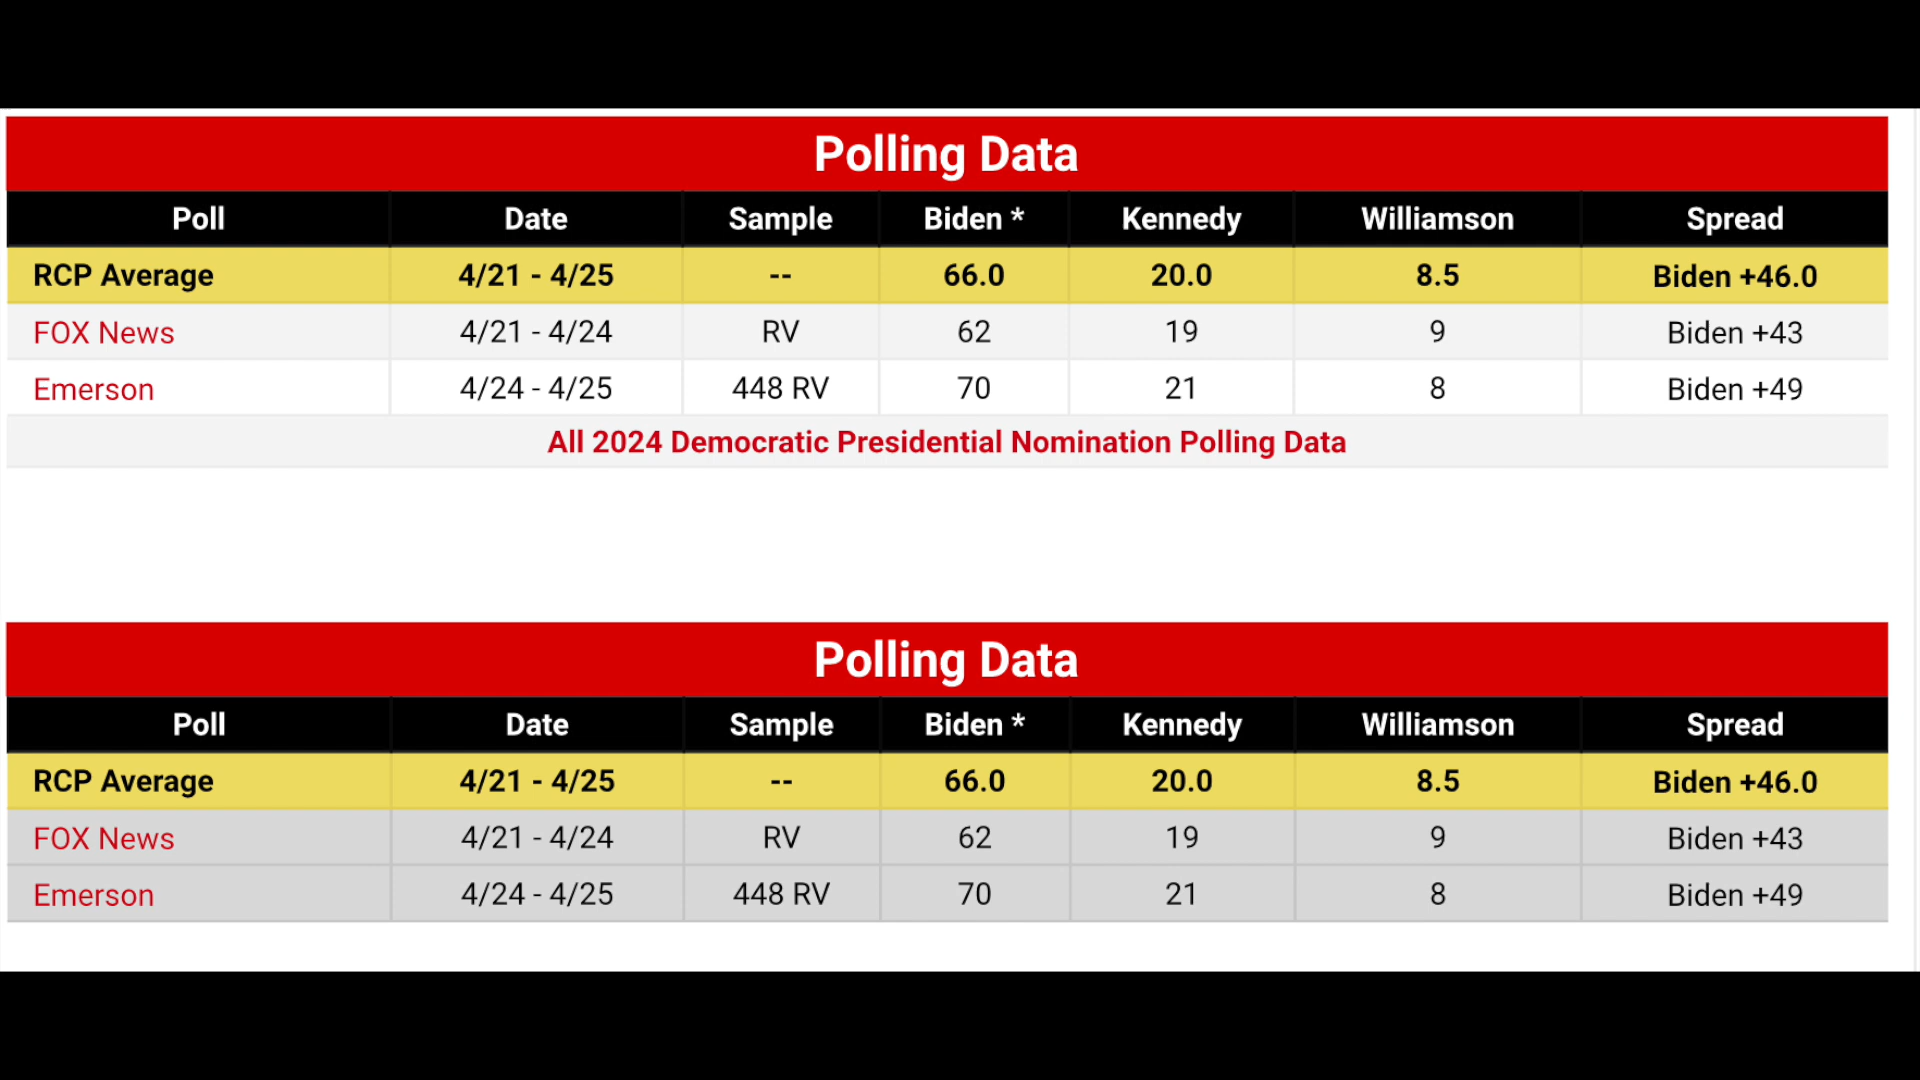 Polling Data
Poll Date Sample Biden * Kennedy Williamson Spread
RCP Average 4/21 - 4/25 -- 66.0 20.0 8.5 Biden +46.0
FOX News 4/21 - 4/24 RV 62 19 9 Biden +43
Emerson 4/24 - 4/25 448 RV 70 21 8 Biden +49
All 2024 Democratic Presidential Nomination Polling Data
Polling Data
Poll Date Sample Biden * Kennedy Williamson Spread
RCP Average 4/21 - 4/25 -- 66.0 20.0 8.5 Biden +46.0
FOX News 4/21 - 4/24 RV 62 19 9 Biden +43
Emerson 4/24 - 4/25 448 RV 70 21 8 Biden +49